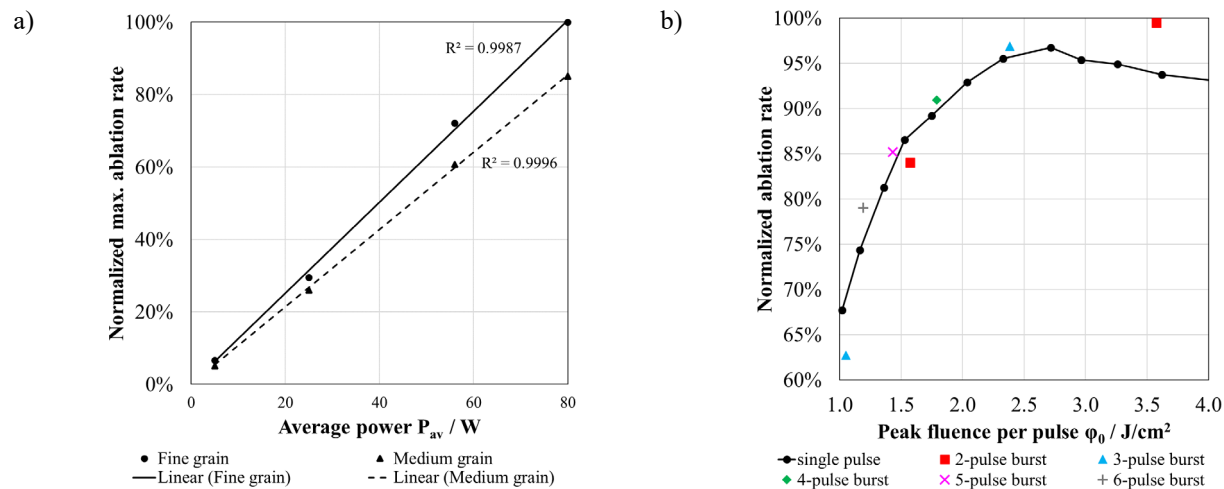 a)
Normalized max. ablation rate
100%
80%
60%
40%
20%
0%
R² = 0.9987
R² = 0.9996
0
20
40
60
80
Average power Pav / W
Fine grain
Medium grain
Linear (Fine grain)
Linear (Medium grain)
b)
Normalized ablation rate
100%
95%
90%
85%
80%
75%
70%
65%
60%
1.0
1.5
2.0
2.5
3.0
3.5
4.0
Peak fluence per pulse φ₀ / J/cm²
single pulse
2-pulse burst
3-pulse burst
4-pulse burst
5-pulse burst
6-pulse burst